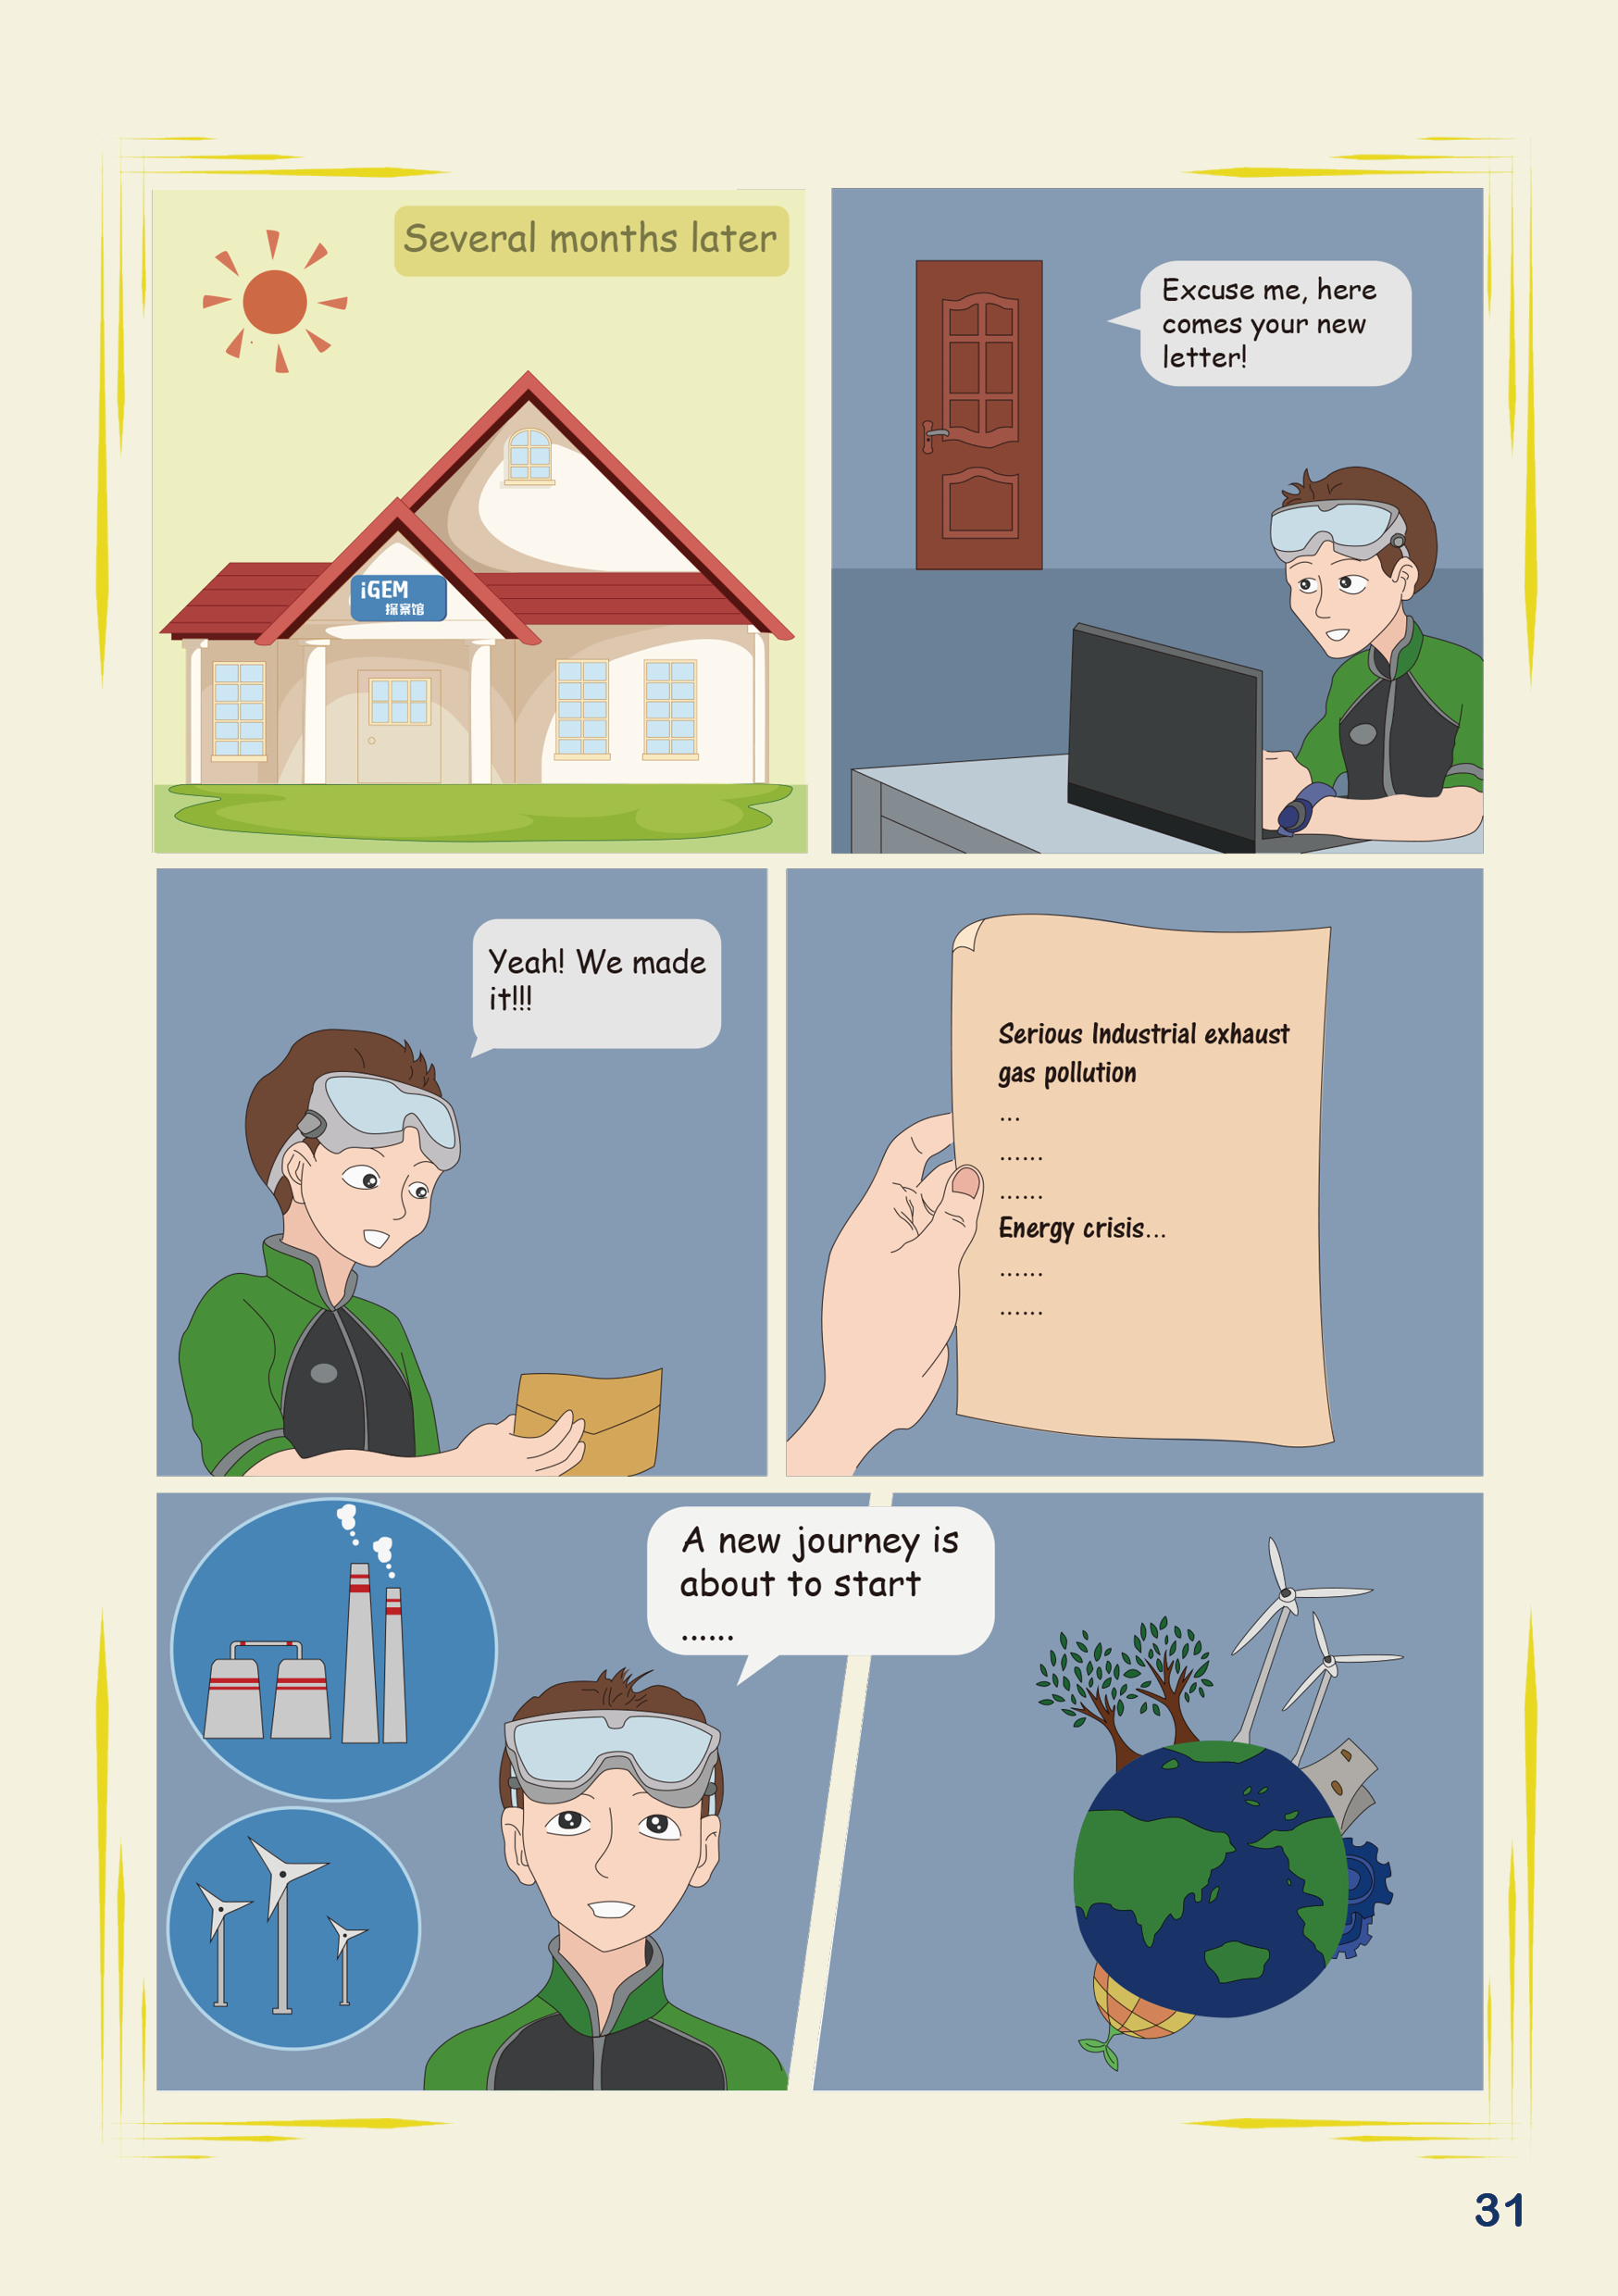 Several months later
iGEM
探案馆
Excuse me, here
comes your new
letter!
Yeah! We made
it!!!
Serious Industrial exhaust
gas pollution
...
......
......
Energy crisis...
......
......
A new journey is
about to start
......
31